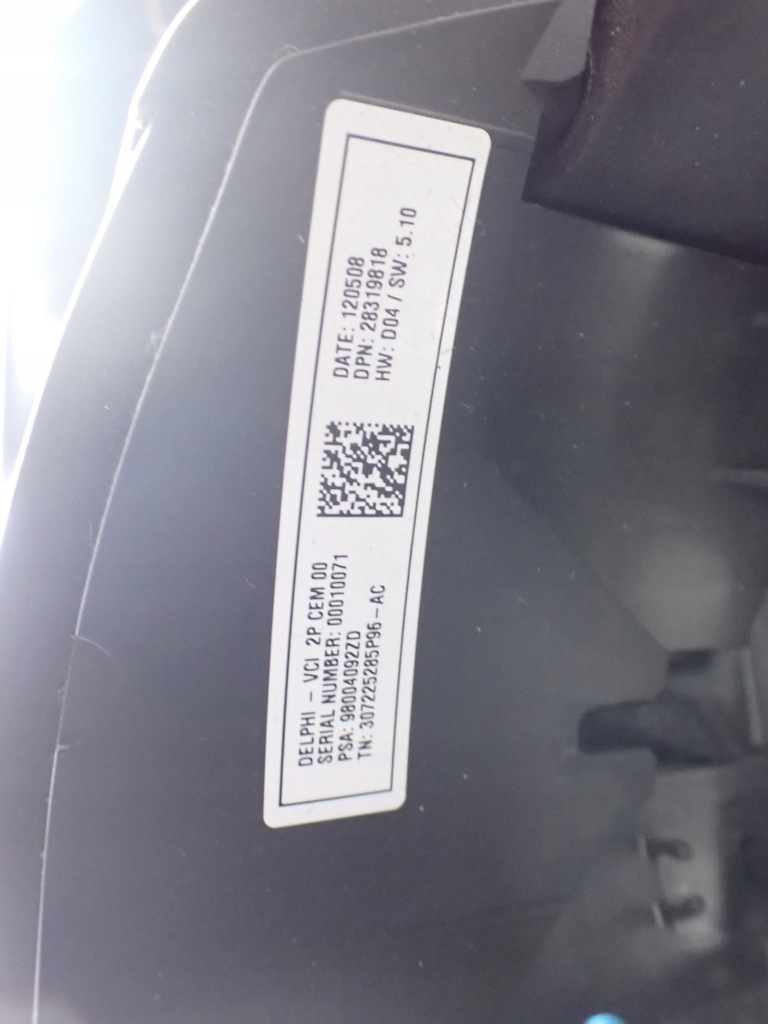 DELPHI - VCI 2P CEM 00
SERIAL NUMBER: 00010071
PSA: 98004092ZD
TN: 307225285P96-AC
DATE: 120508
DPN: 28319818
HW: D04 / SW: 5.10